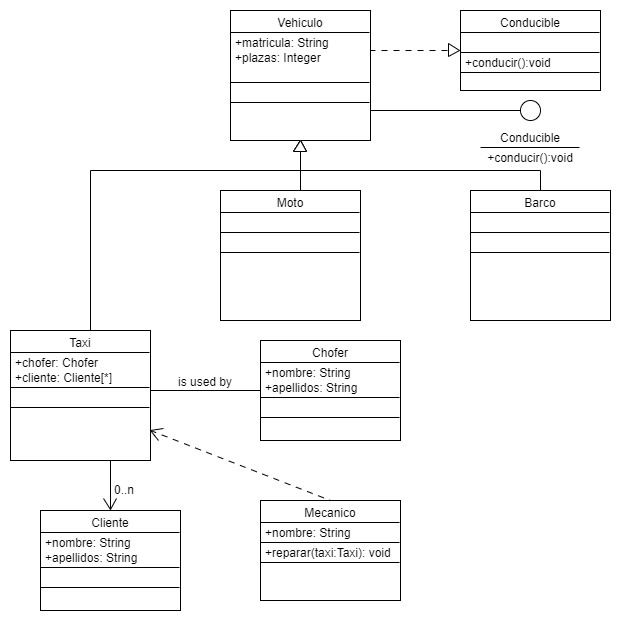 Vehiculo
+matricula: String
+plazas: Integer
Conducible
+conducir():void
Conducible
+conducir():void
Moto
Barco
Taxi
+chofer: Chofer
+cliente: Cliente[*]
is used by
Chofer
+nombre: String
+apellidos: String
0..n
Cliente
+nombre: String
+apellidos: String
Mecanico
+nombre: String
+reparar(taxi:Taxi): void